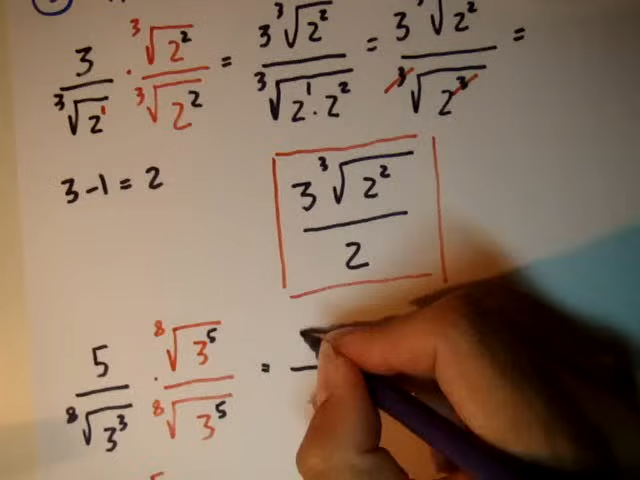 3/∛(2¹) · ∛(2²)/∛(2²) = 3∛(2²)/∛(2¹·2²) = 3∛(2²)/∛(2³) =
3-1=2
3∛(2²)/2
5/⁸√(3³) · ⁸√(3⁵)/⁸√(3⁵) =